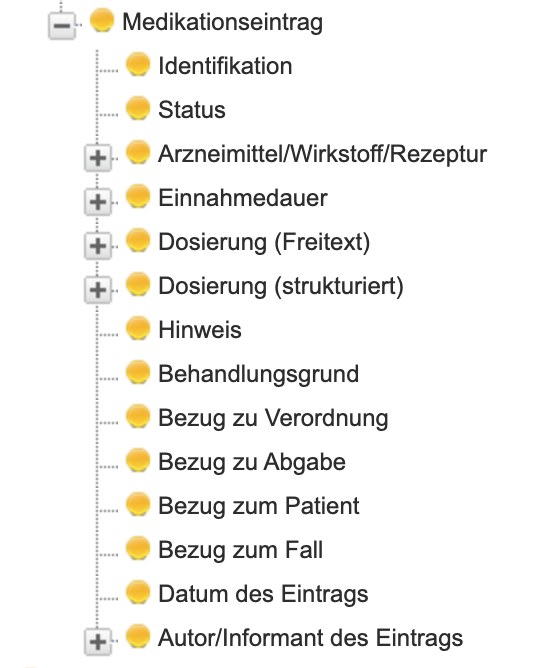 Medikationseintrag
Identifikation
Status
Arzneimittel/Wirkstoff/Rezeptur
Einnahmedauer
Dosierung (Freitext)
Dosierung (strukturiert)
Hinweis
Behandlungsgrund
Bezug zu Verordnung
Bezug zu Abgabe
Bezug zum Patient
Bezug zum Fall
Datum des Eintrags
Autor/Informant des Eintrags